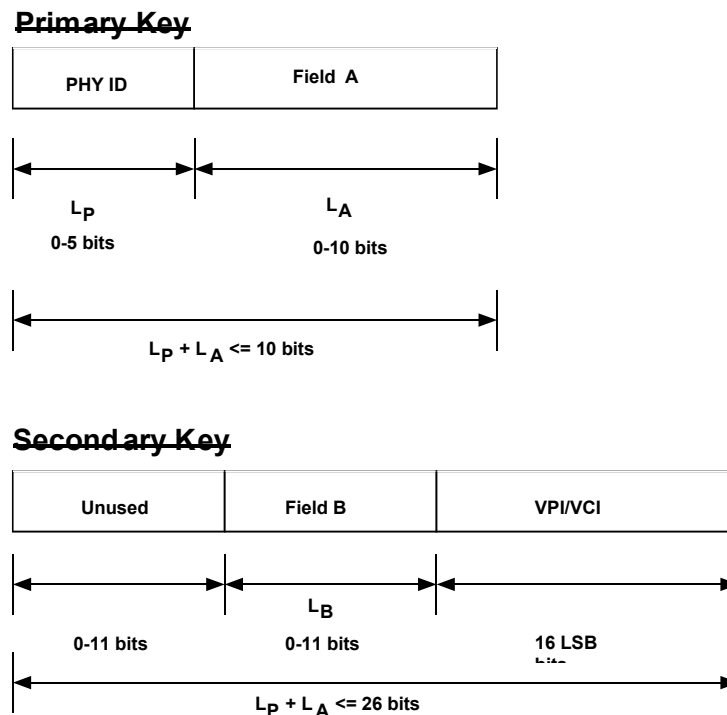 Primary Key
PHY ID Field A
LP LA
0-5 bits 0-10 bits
LP + LA <= 10 bits
Secondary Key
Unused Field B VPI/VCI
LB
0-11 bits 0-11 bits 16 LSB
bits
LP + LA <= 26 bits